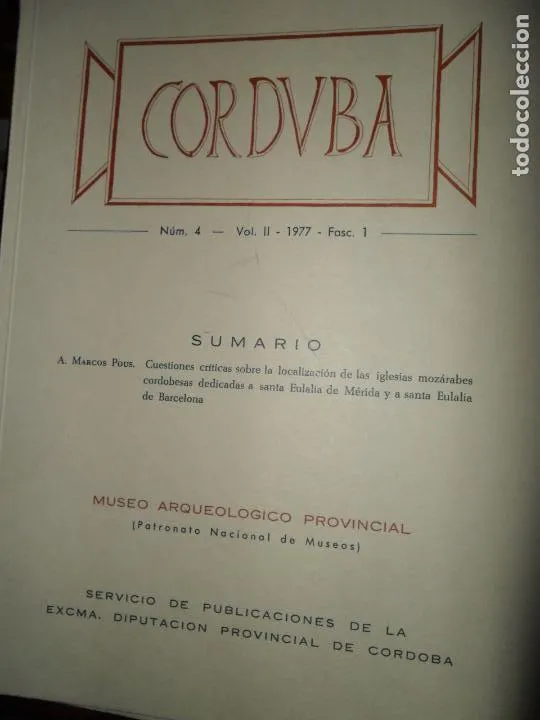 CORDVBA
Núm. 4 — Vol. II - 1977 - Fasc. 1
SUMARIO
A. MARCOS POUS. Cuestiones críticas sobre la localización de las iglesias mozárabes
cordobesas dedicadas a santa Eulalia de Mérida y a santa Eulalia
de Barcelona
MUSEO ARQUEOLOGICO PROVINCIAL
(Patronato Nacional de Museos)
SERVICIO DE PUBLICACIONES DE LA
EXCMA. DIPUTACION PROVINCIAL DE CORDOBA
todocoleccion